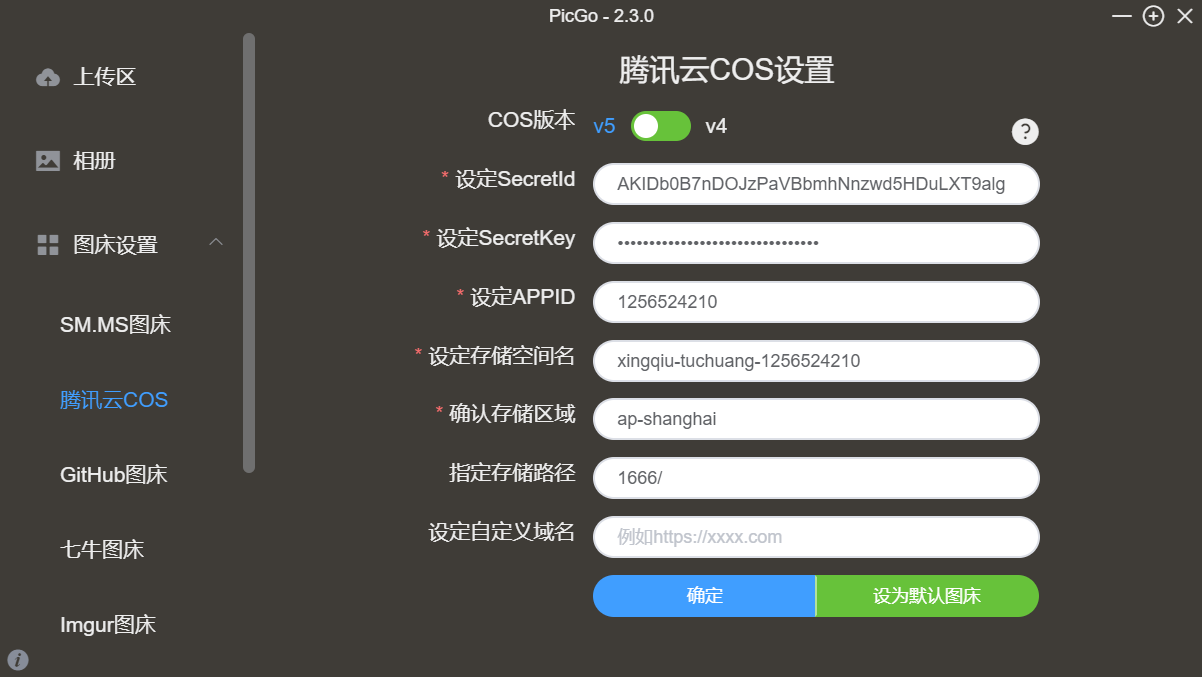 PicGo - 2.3.0
上传区
相册
图床设置
SM.MS图床
腾讯云COS
GitHub图床
七牛图床
Imgur图床
腾讯云COS设置
COS版本 v5 v4
* 设定SecretId AKIDb0B7nDOJzPaVBbmhNnzwd5HDuLXT9alg
* 设定SecretKey ••••••••••••••••••••••••••••••••
* 设定APPID 1256524210
* 设定存储空间名 xingqiu-tuchuang-1256524210
* 确认存储区域 ap-shanghai
指定存储路径 1666/
设定自定义域名 例如https://xxxx.com
确定 设为默认图床